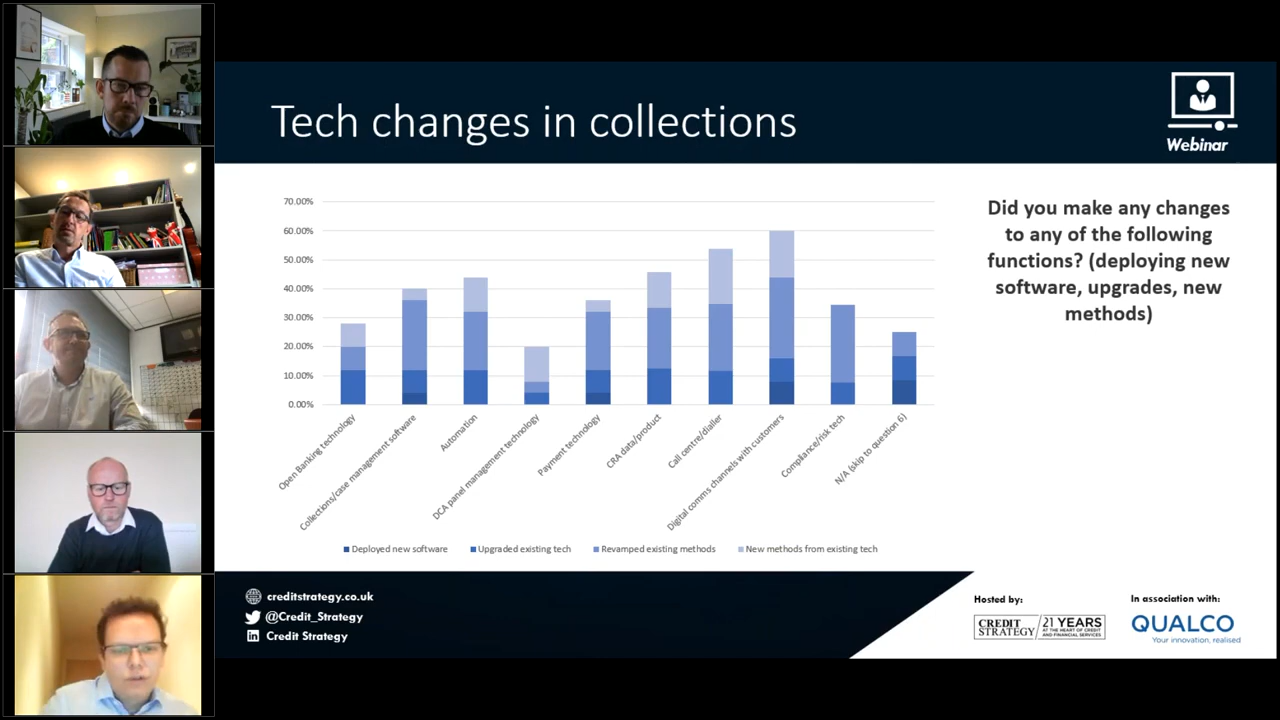 Tech changes in collections
Webinar
70.00%
60.00%
50.00%
40.00%
30.00%
20.00%
10.00%
0.00%
Open Banking technology
Collections/case management software
Automation
DCA panel management technology
Payment technology
CRA data/product
Call centre/dialler
Digital comms channels with customers
Compliance/risk tech
N/A (skip to question 6)
Deployed new software
Upgraded existing tech
Revamped existing methods
New methods from existing tech
Did you make any changes
to any of the following
functions? (deploying new
software, upgrades, new
methods)
creditstrategy.co.uk
@Credit_Strategy
Credit Strategy
Hosted by:
CREDIT
STRATEGY
21 YEARS
AT THE HEART OF CREDIT
AND FINANCIAL SERVICES
In association with:
QUALCO
Your innovation, realised